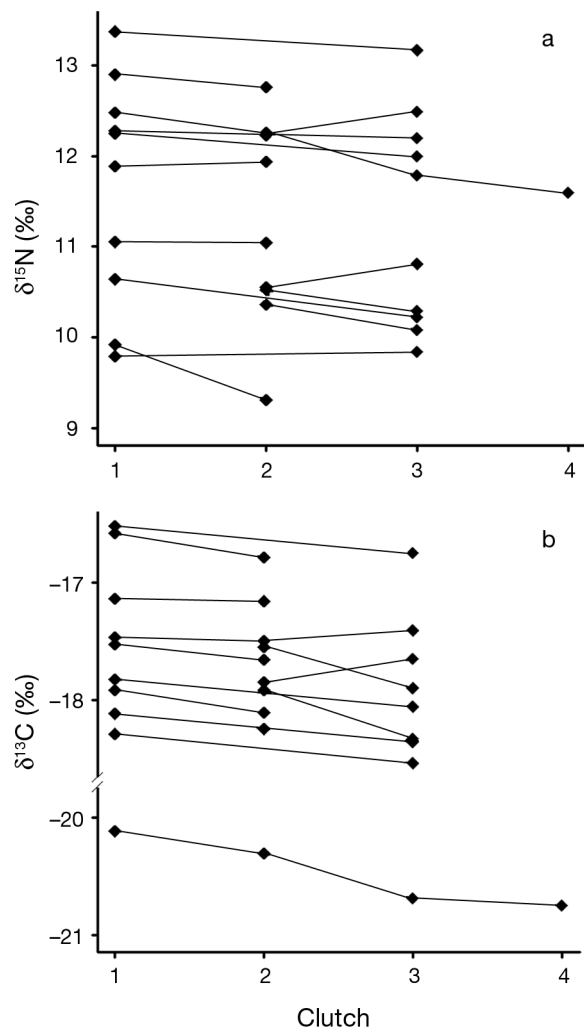 a
13
12
11
10
9
δ¹⁵N (‰)
1 2 3 4
b
–17
–18
–20
–21
δ¹³C (‰)
1 2 3 4
Clutch